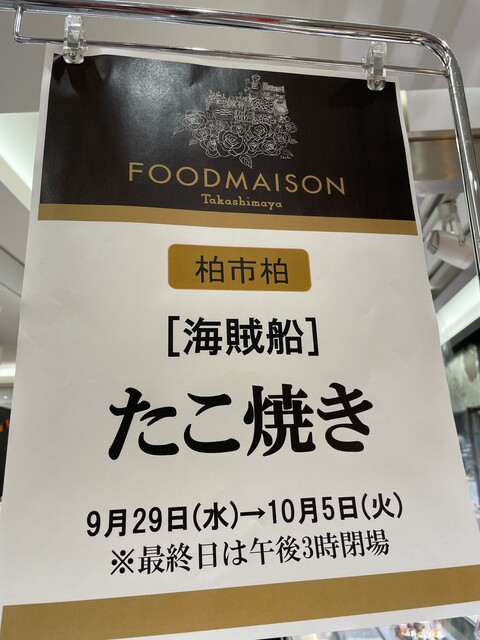 FOODMAISON
Takashimaya
柏市柏
[海賊船]
たこ焼き
9月29日(水)→10月5日(火)
※最終日は午後3時閉場